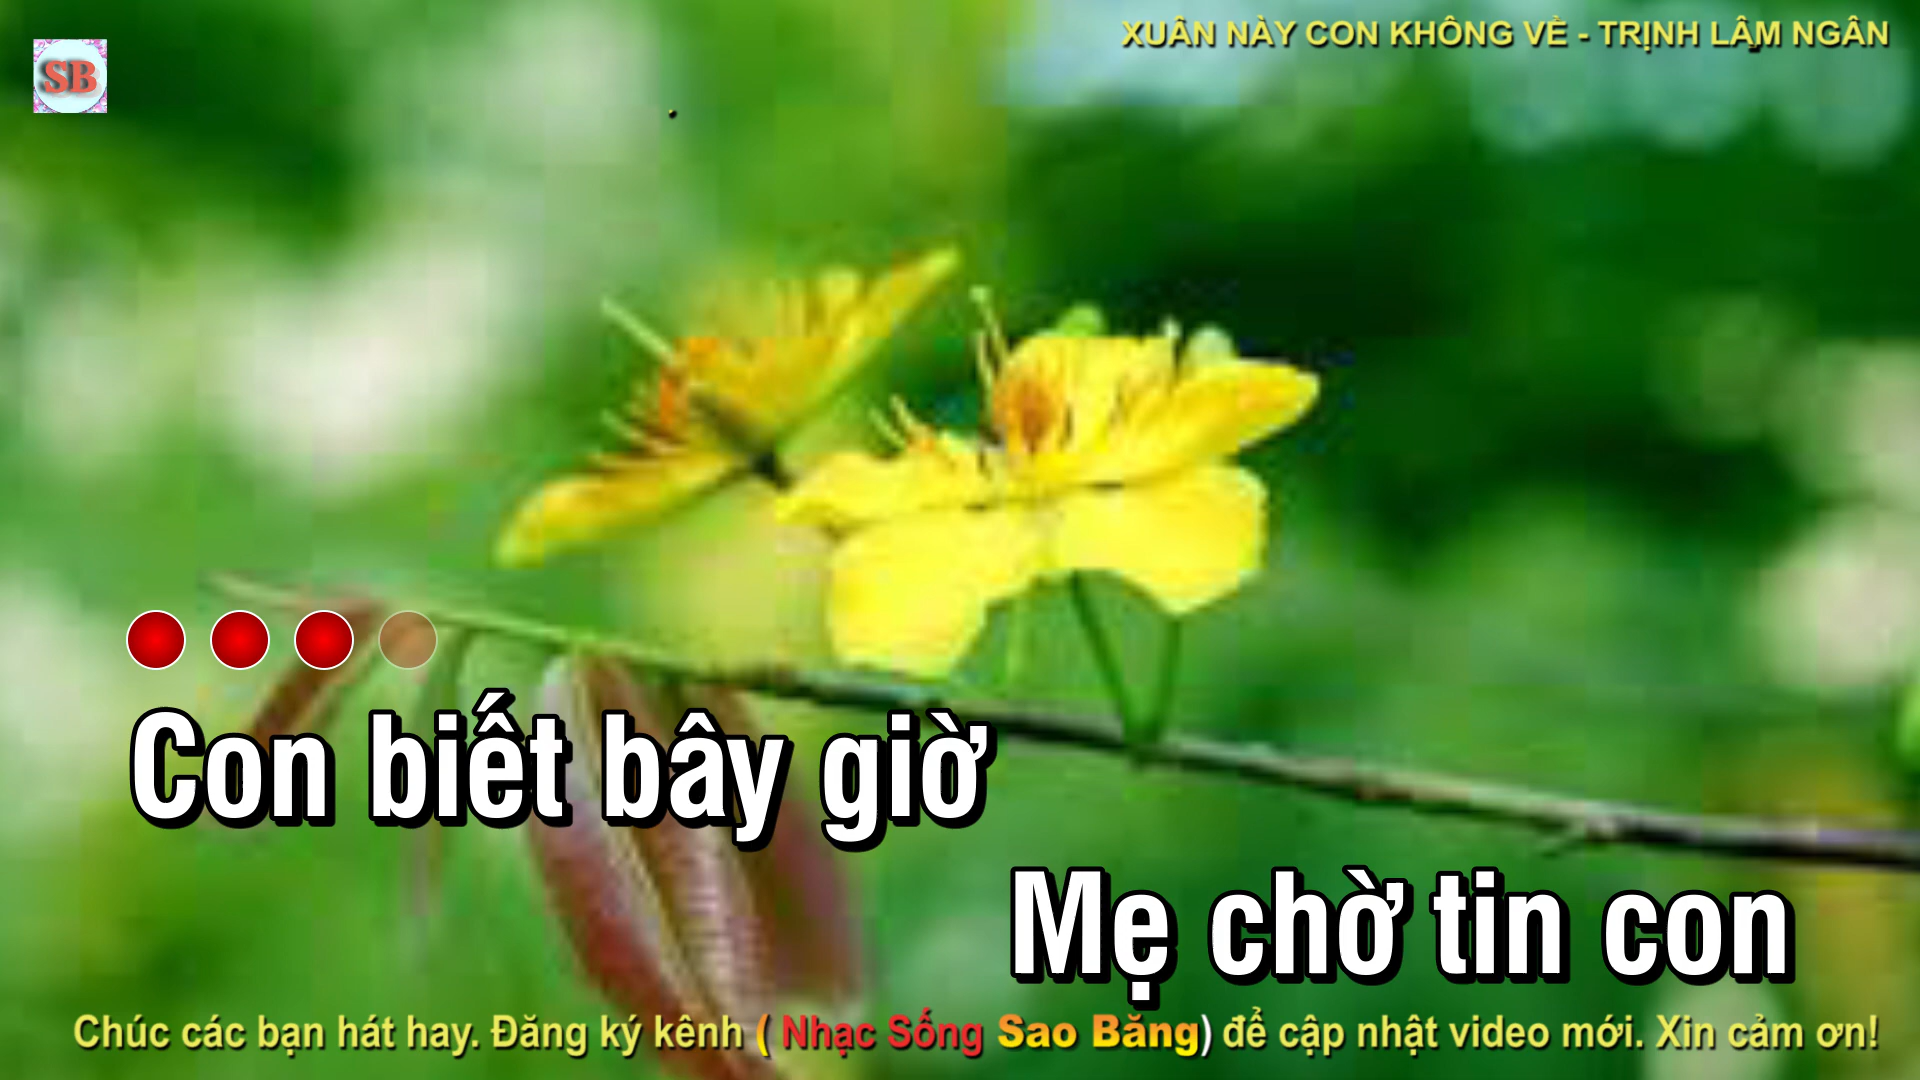 XUÂN NÀY CON KHÔNG VỀ - TRỊNH LÂM NGÂN
SB
Con biết bây giờ
Mẹ chờ tin con
Chúc các bạn hát hay. Đăng ký kênh ( Nhạc Sống Sao Băng) để cập nhật video mới. Xin cảm ơn!